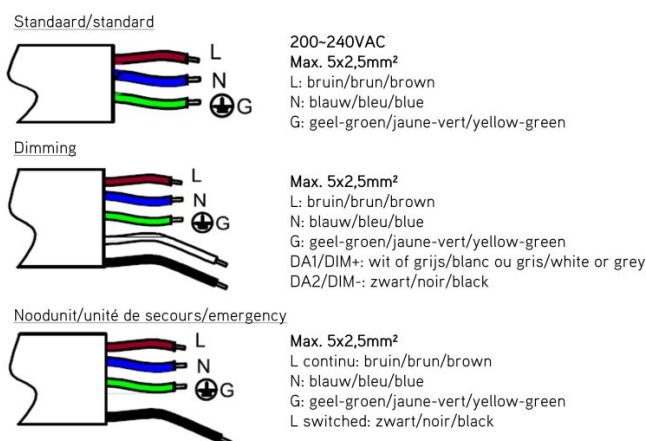 Standaard/standard
L
N
G
200~240VAC
Max. 5x2,5mm²
L: bruin/brun/brown
N: blauw/bleu/blue
G: geel-groen/jaune-vert/yellow-green
Dimming
L
N
G
Max. 5x2,5mm²
L: bruin/brun/brown
N: blauw/bleu/blue
G: geel-groen/jaune-vert/yellow-green
DA1/DIM+: wit of grijs/blanc ou gris/white or grey
DA2/DIM-: zwart/noir/black
Noodunit/unité de secours/emergency
L
N
G
Max. 5x2,5mm²
L continu: bruin/brun/brown
N: blauw/bleu/blue
G: geel-groen/jaune-vert/yellow-green
L switched: zwart/noir/black